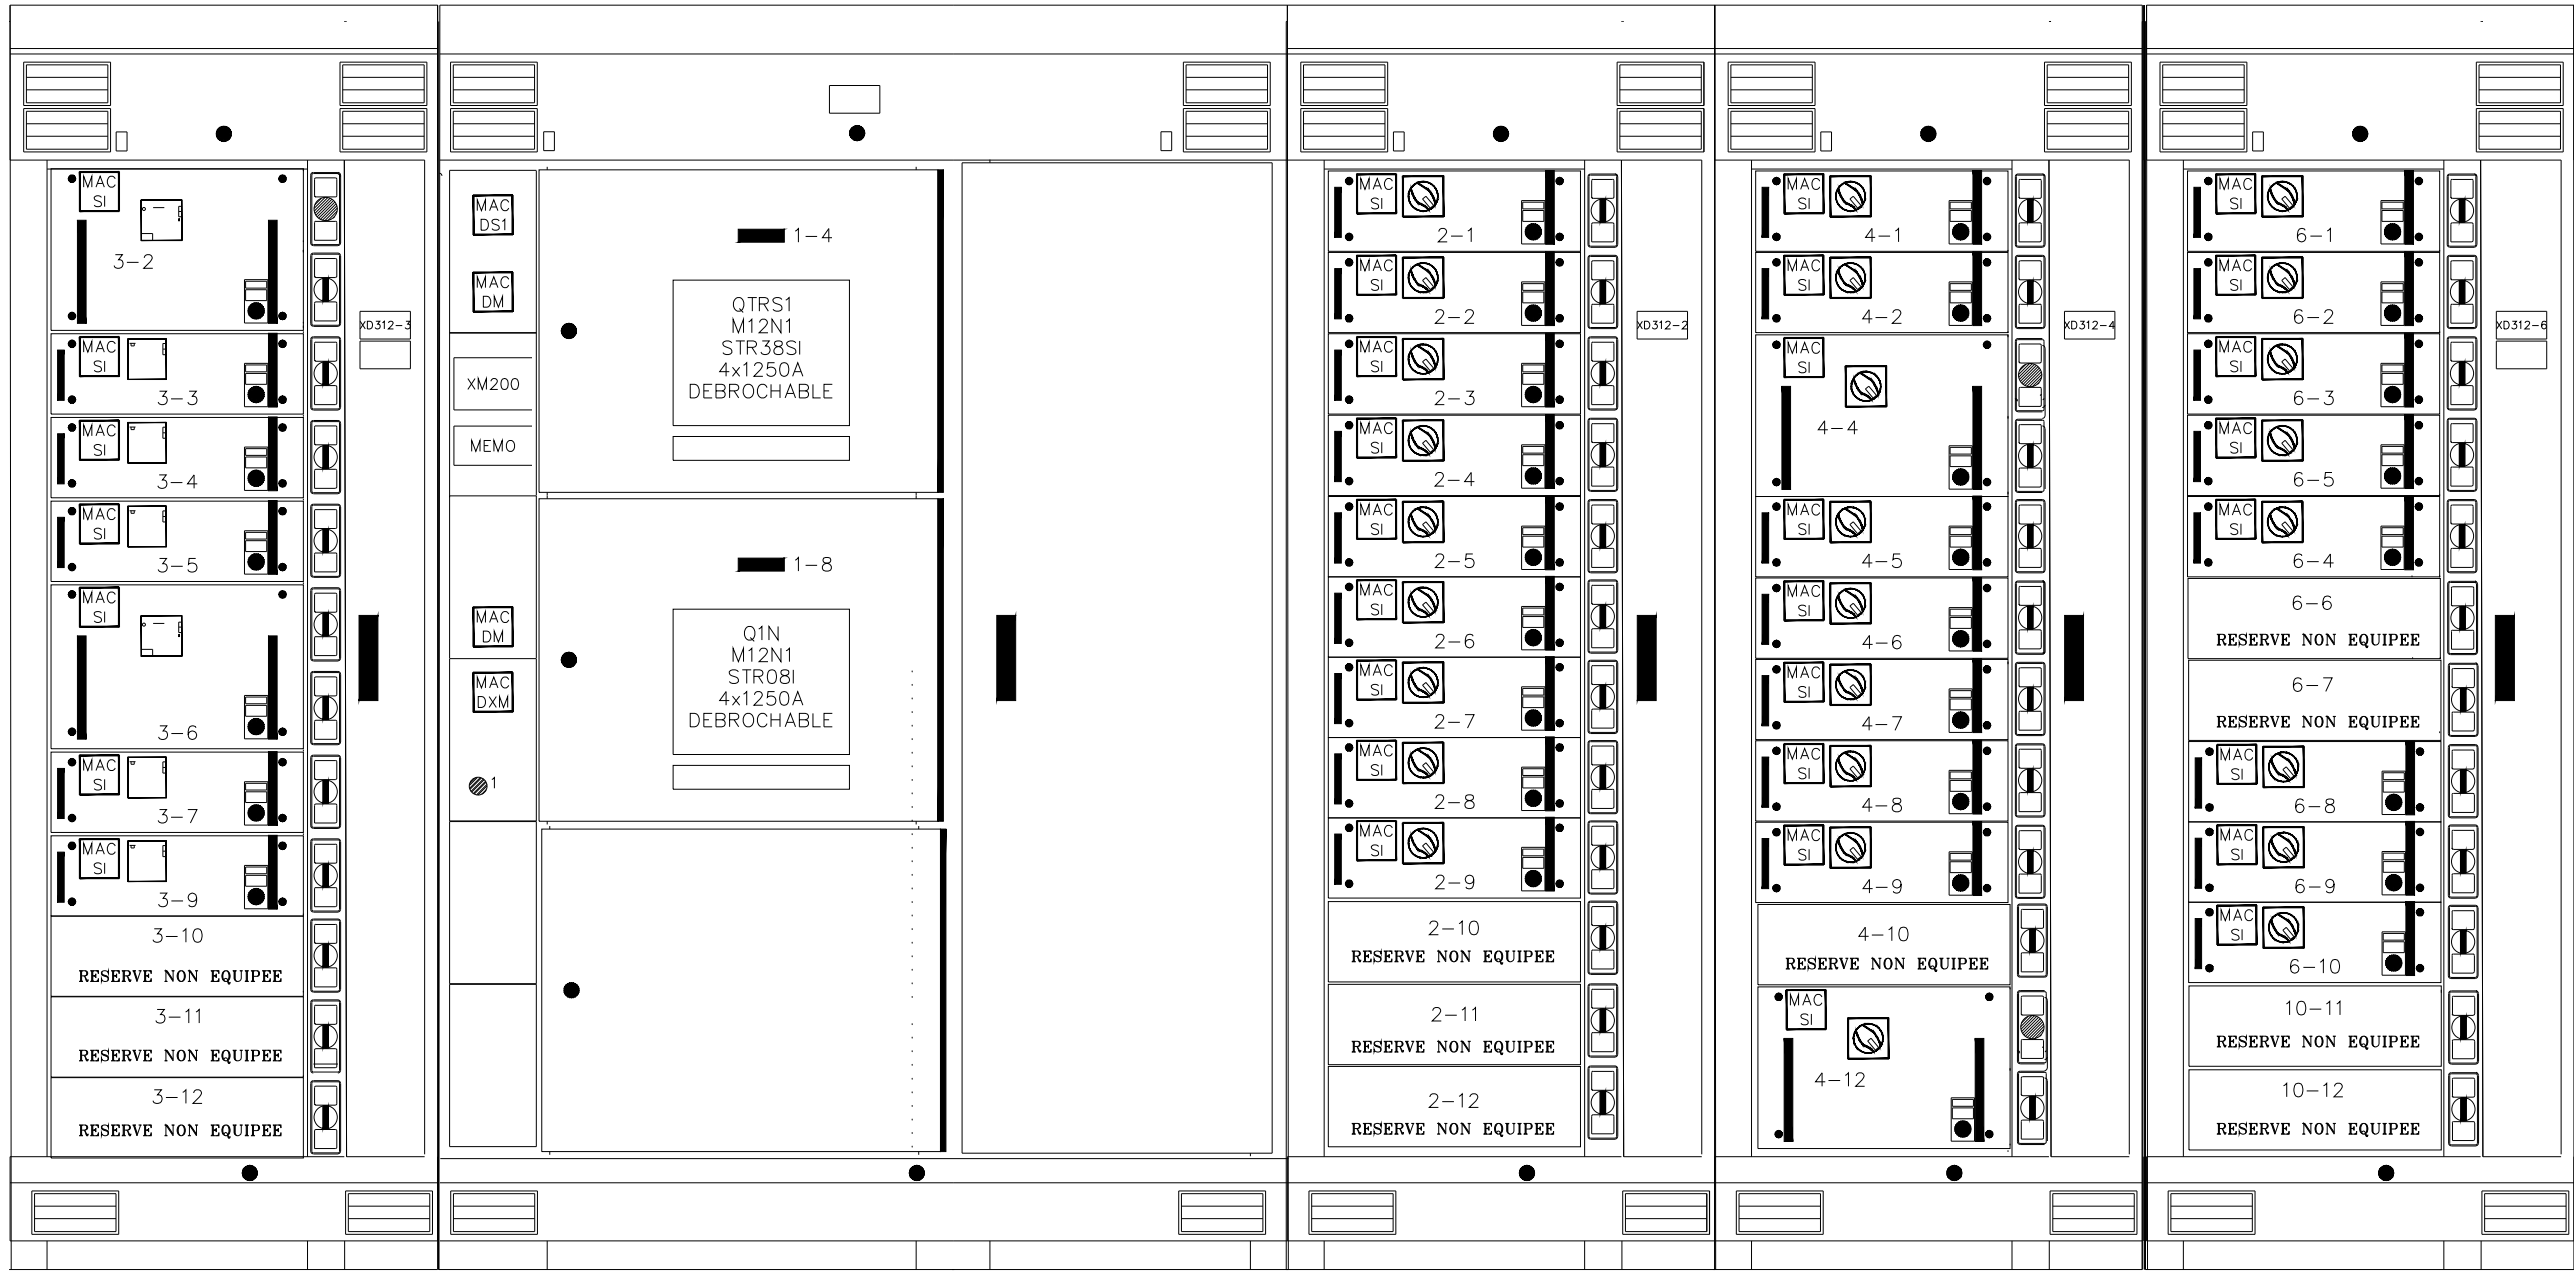 MAC
SI
3-2
XD312-3
MAC
SI
3-3
MAC
SI
3-4
MAC
SI
3-5
MAC
SI
3-6
MAC
SI
3-7
MAC
SI
3-9
3-10
RESERVE NON EQUIPEE
3-11
RESERVE NON EQUIPEE
3-12
RESERVE NON EQUIPEE
MAC
DS1
MAC
DM
XM200
MEMO
MAC
DM
MAC
DXM
1
1-4
QTRS1
M12N1
STR38SI
4x1250A
DEBROCHABLE
1-8
Q1N
M12N1
STR08I
4x1250A
DEBROCHABLE
MAC
SI
2-1
MAC
SI
2-2
XD312-2
MAC
SI
2-3
MAC
SI
2-4
MAC
SI
2-5
MAC
SI
2-6
MAC
SI
2-7
MAC
SI
2-8
MAC
SI
2-9
2-10
RESERVE NON EQUIPEE
2-11
RESERVE NON EQUIPEE
2-12
RESERVE NON EQUIPEE
MAC
SI
4-1
MAC
SI
4-2
XD312-4
MAC
SI
4-4
MAC
SI
4-5
MAC
SI
4-6
MAC
SI
4-7
MAC
SI
4-8
MAC
SI
4-9
4-10
RESERVE NON EQUIPEE
MAC
SI
4-12
MAC
SI
6-1
MAC
SI
6-2
XD312-6
MAC
SI
6-3
MAC
SI
6-5
MAC
SI
6-4
6-6
RESERVE NON EQUIPEE
6-7
RESERVE NON EQUIPEE
MAC
SI
6-8
MAC
SI
6-9
MAC
SI
6-10
10-11
RESERVE NON EQUIPEE
10-12
RESERVE NON EQUIPEE